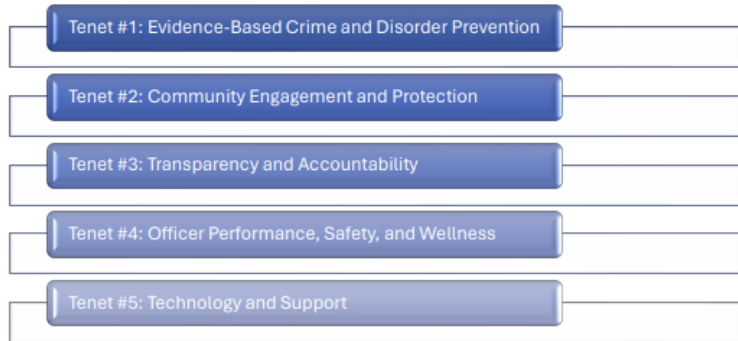 Tenet #1: Evidence-Based Crime and Disorder Prevention
Tenet #2: Community Engagement and Protection
Tenet #3: Transparency and Accountability
Tenet #4: Officer Performance, Safety, and Wellness
Tenet #5: Technology and Support